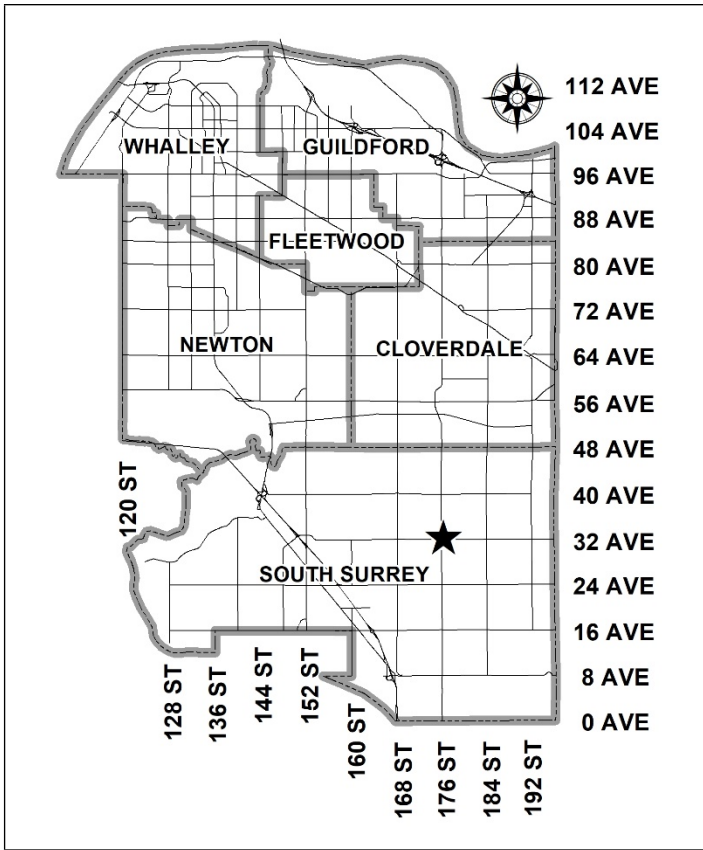 112 AVE
104 AVE
WHALLEY
GUILDFORD
96 AVE
88 AVE
FLEETWOOD
80 AVE
72 AVE
NEWTON
CLOVERDALE
64 AVE
56 AVE
48 AVE
120 ST
40 AVE
32 AVE
SOUTH SURREY
24 AVE
16 AVE
8 AVE
0 AVE
128 ST
136 ST
144 ST
152 ST
160 ST
168 ST
176 ST
184 ST
192 ST